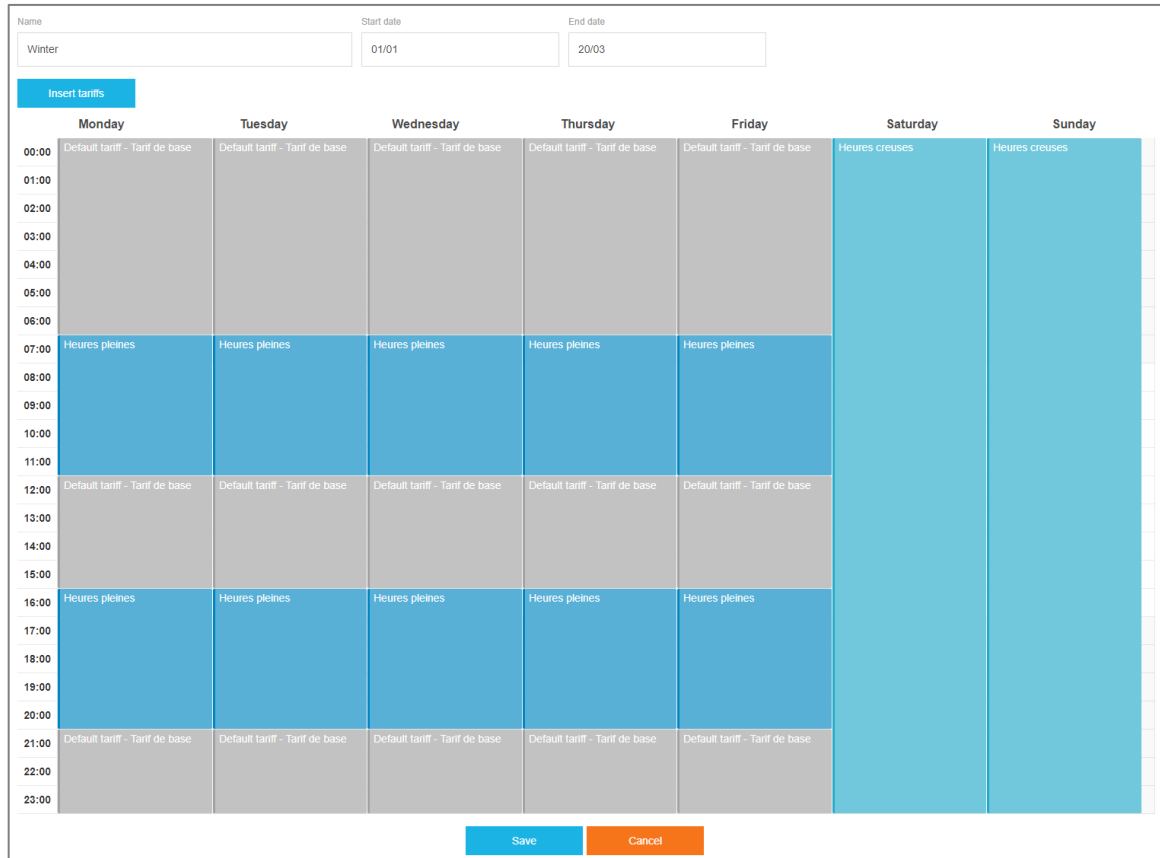 Name Start date End date
Winter 01/01 20/03
Insert tariffs
Monday Tuesday Wednesday Thursday Friday Saturday Sunday
00:00 Default tariff - Tarif de base Default tariff - Tarif de base Default tariff - Tarif de base Default tariff - Tarif de base Default tariff - Tarif de base Heures creuses Heures creuses
01:00
02:00
03:00
04:00
05:00
06:00
07:00 Heures pleines Heures pleines Heures pleines Heures pleines Heures pleines
08:00
09:00
10:00
11:00
12:00 Default tariff - Tarif de base Default tariff - Tarif de base Default tariff - Tarif de base Default tariff - Tarif de base Default tariff - Tarif de base
13:00
14:00
15:00
16:00 Heures pleines Heures pleines Heures pleines Heures pleines Heures pleines
17:00
18:00
19:00
20:00
21:00 Default tariff - Tarif de base Default tariff - Tarif de base Default tariff - Tarif de base Default tariff - Tarif de base Default tariff - Tarif de base
22:00
23:00
Save Cancel